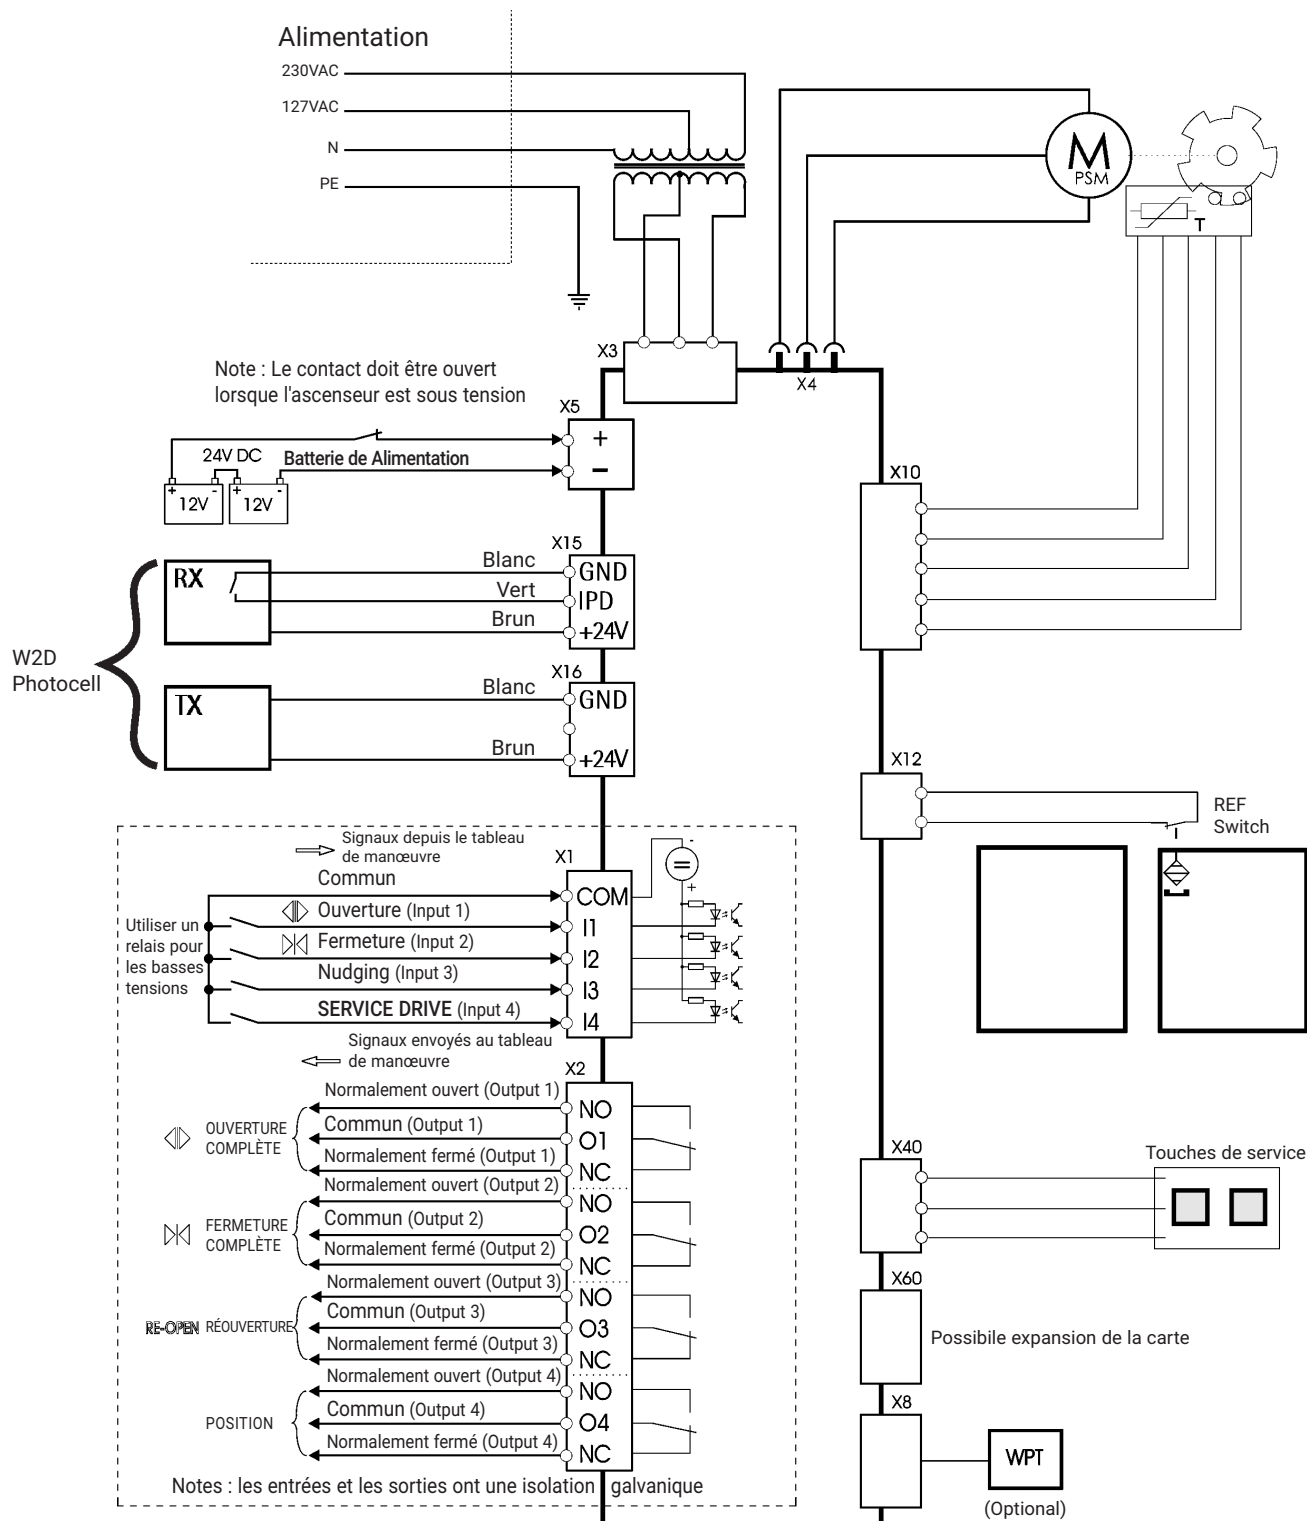 Alimentation
230VAC
127VAC
N
PE
M
PSM
T
X3
X4
Note : Le contact doit être ouvert
lorsque l'ascenseur est sous tension
X5
+
−
24V DC
Batterie de Alimentation
+ - + -
12V 12V
X10
X15
RX
Blanc
GND
Vert
IPD
Brun
+24V
W2D
Photocell
X16
TX
Blanc
GND
Brun
+24V
X12
REF
Switch
Signaux depuis le tableau
de manœuvre
X1
-
=
+
Commun
COM
Utiliser un
relais pour
les basses
tensions
Ouverture (Input 1)
I1
Fermeture (Input 2)
I2
Nudging (Input 3)
I3
SERVICE DRIVE (Input 4)
I4
Signaux envoyés au tableau
de manœuvre
X2
Normalement ouvert (Output 1)
NO
OUVERTURE
COMPLÈTE
Commun (Output 1)
O1
Normalement fermé (Output 1)
NC
Normalement ouvert (Output 2)
NO
FERMETURE
COMPLÈTE
Commun (Output 2)
O2
Normalement fermé (Output 2)
NC
Normalement ouvert (Output 3)
NO
RE-OPEN RÉOUVERTURE
Commun (Output 3)
O3
Normalement fermé (Output 3)
NC
Normalement ouvert (Output 4)
NO
POSITION
Commun (Output 4)
O4
Normalement fermé (Output 4)
NC
Notes : les entrées et les sorties ont une isolation galvanique
X40
Touches de service
X60
Possibile expansion de la carte
X8
WPT
(Optional)